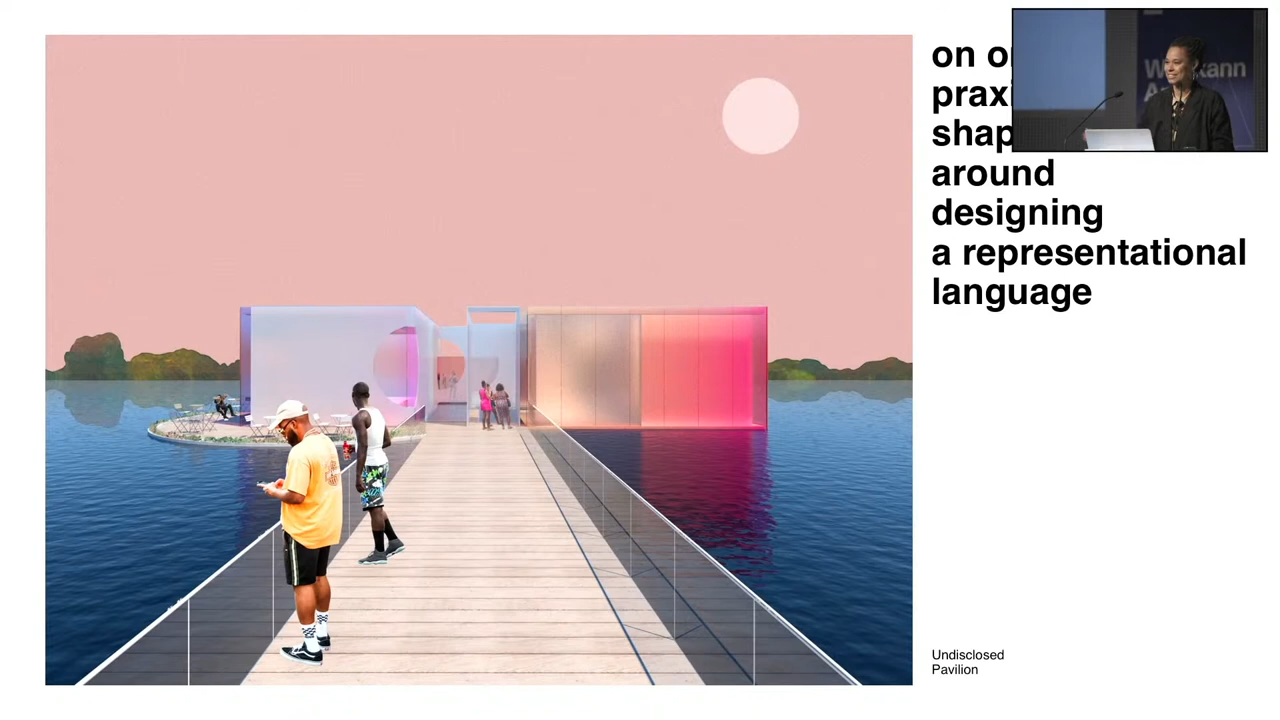 on
praxi
shap
around
designing
a representational
language
Undisclosed
Pavilion